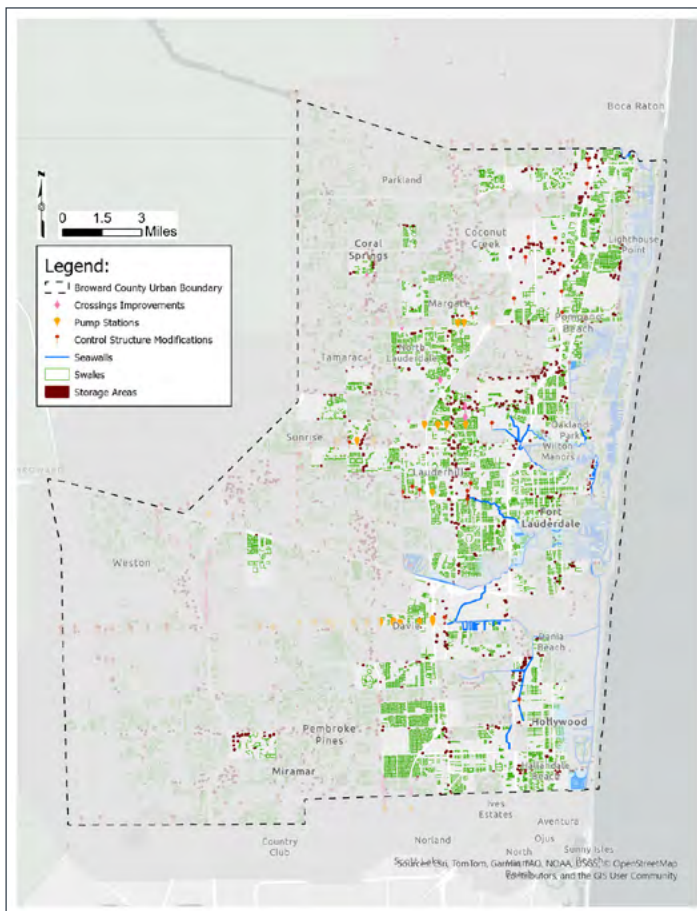 Boca Raton
N
Parkland
0 1.5 3
Miles
Coral
Springs
Coconut
Creek
Lighthouse
Point
Legend:
Broward County Urban Boundary
Crossings Improvements
Pump Stations
Control Structure Modifications
Seawalls
Swales
Storage Areas
Margate
Pompano
Beach
North
Lauderdale
Tamarac
Oakland
Park
Wilton
Manors
Sunrise
Lauderhill
Fort
Lauderdale
Weston
Davie
Dania
Beach
Hollywood
Pembroke
Pines
Miramar
Hallandale
Beach
Ives
Estates
Aventura
Country
Club
Norland
Ojus
Scott Lake
North
Sunny Isles
Beach
Sources: Esri, TomTom, Garmin, FAO, NOAA, USGS, © OpenStreetMap
contributors, and the GIS User Community